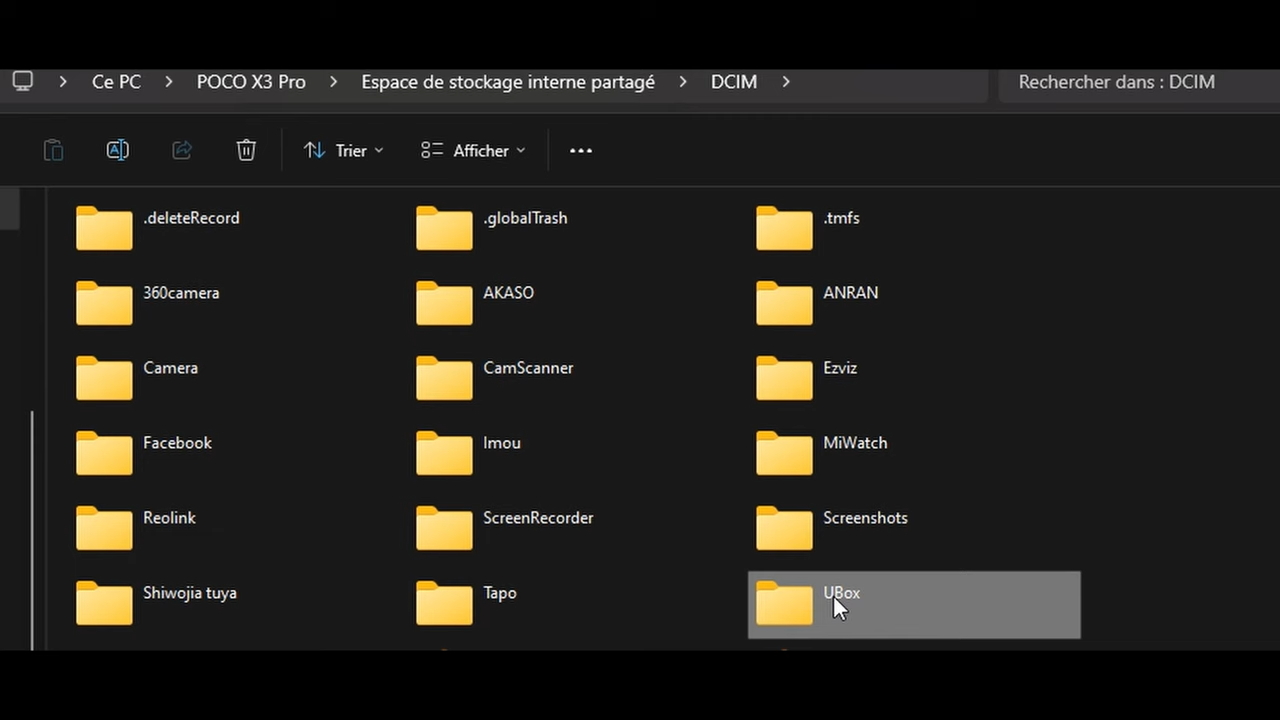 Ce PC > POCO X3 Pro > Espace de stockage interne partagé > DCIM > Rechercher dans : DCIM
Trier Afficher
.deleteRecord .globalTrash .tmfs
360camera AKASO ANRAN
Camera CamScanner Ezviz
Facebook Imou MiWatch
Reolink ScreenRecorder Screenshots
Shiwojia tuya Tapo UBox